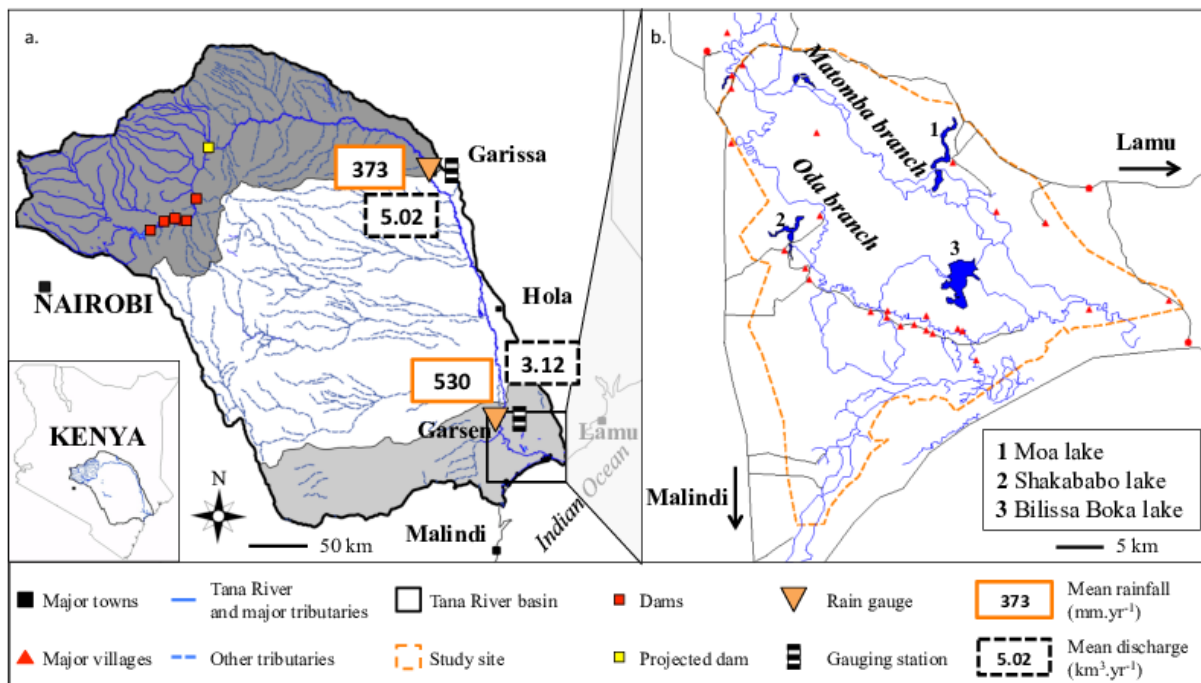 a.
Garissa
373
5.02
NAIROBI
Hola
3.12
530
Garsen
Lamu
KENYA
N
50 km
Malindi
Indian Ocean
b.
Matomba branch
1
Lamu
Oda branch
2
3
1 Moa lake
2 Shakababo lake
3 Bilissa Boka lake
Malindi
5 km
Major towns
Tana River
and major tributaries
Tana River basin
Dams
Rain gauge
373
Mean rainfall
(mm.yr⁻¹)
Major villages
Other tributaries
Study site
Projected dam
Gauging station
5.02
Mean discharge
(km³.yr⁻¹)